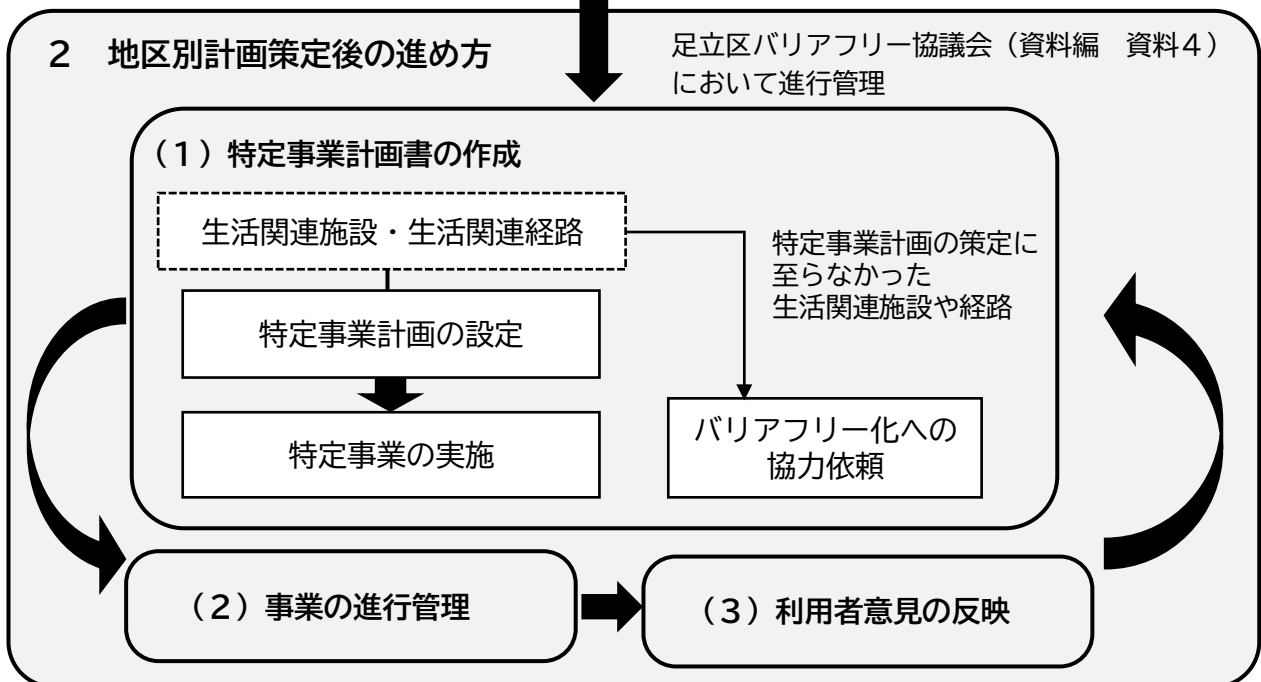 ２　地区別計画策定後の進め方
足立区バリアフリー協議会（資料編　資料４）
において進行管理
（１）特定事業計画書の作成
生活関連施設・生活関連経路
特定事業計画の策定に
至らなかった
生活関連施設や経路
特定事業計画の設定
特定事業の実施
バリアフリー化への
協力依頼
（２）事業の進行管理
（３）利用者意見の反映